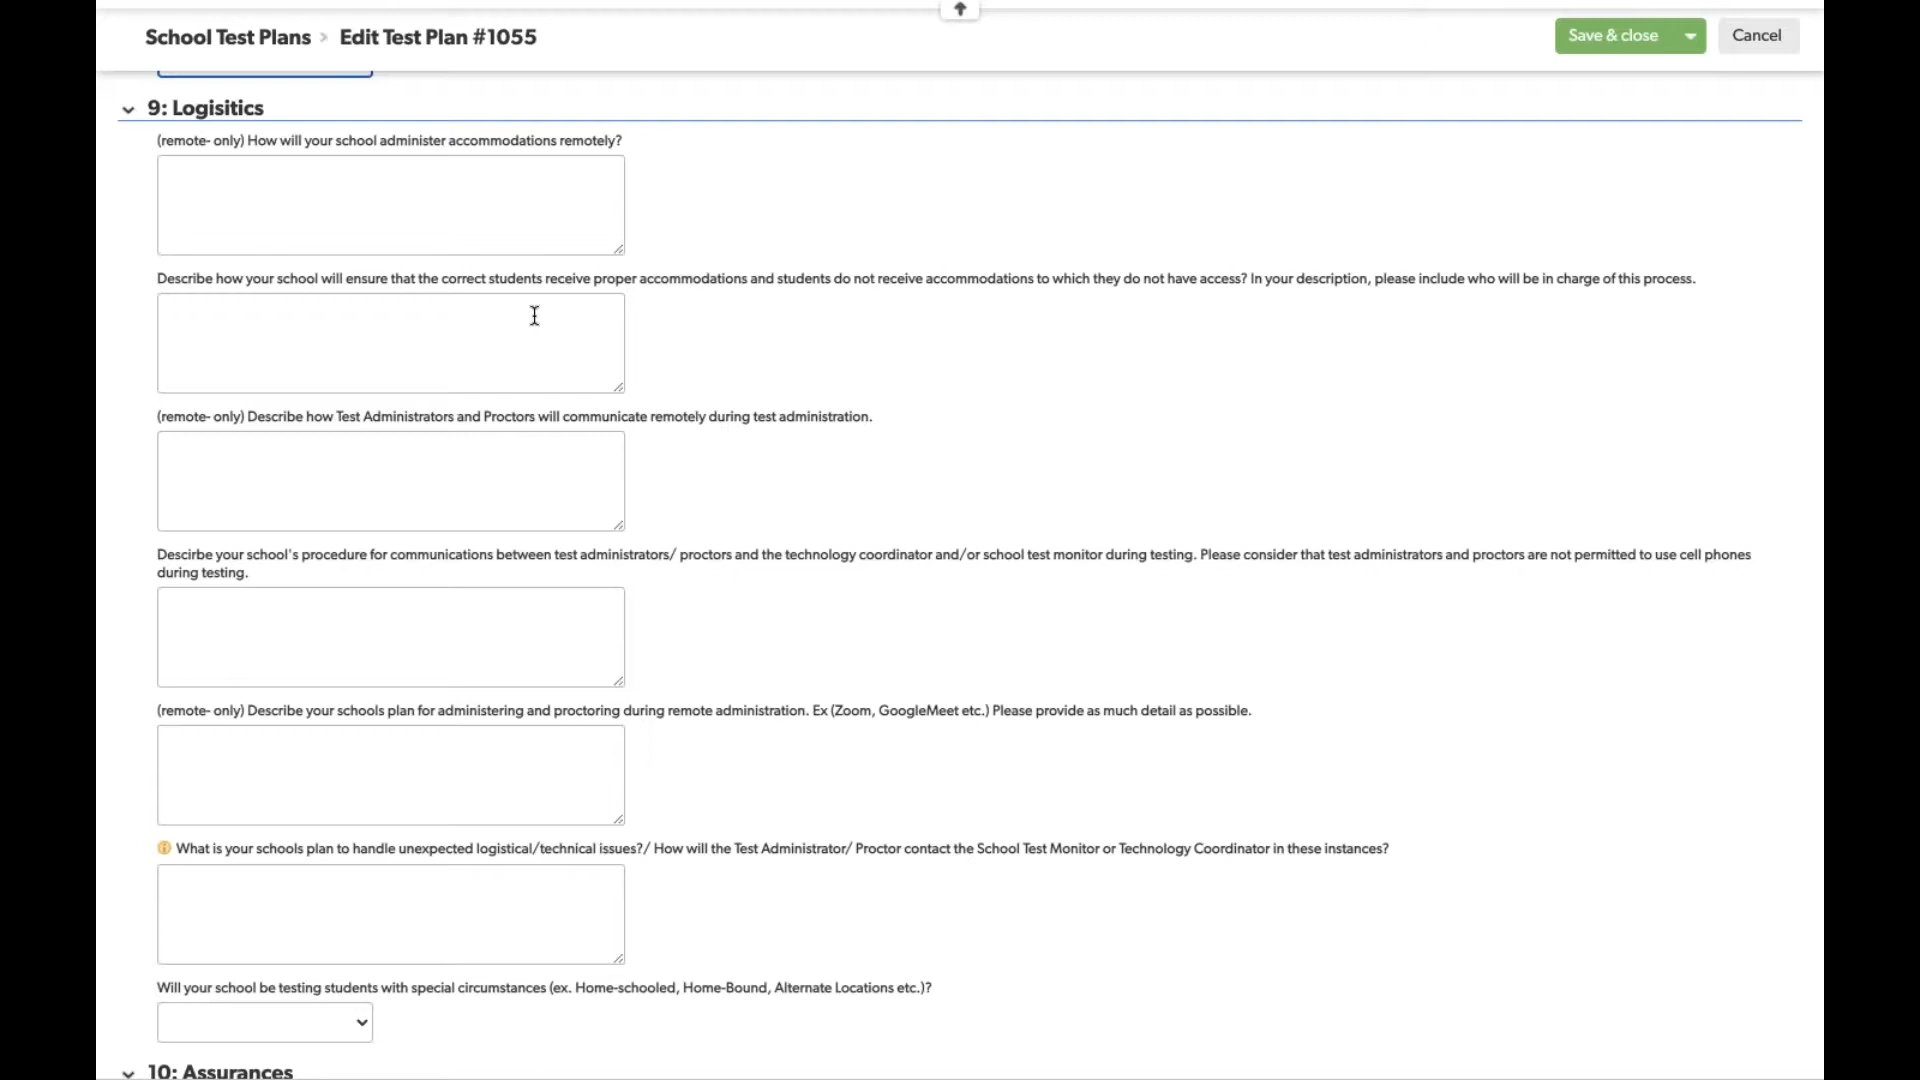 School Test Plans > Edit Test Plan #1055
Save & close
Cancel
9: Logisitics
(remote- only) How will your school administer accommodations remotely?
Describe how your school will ensure that the correct students receive proper accommodations and students do not receive accommodations to which they do not have access? In your description, please include who will be in charge of this process.
(remote- only) Describe how Test Administrators and Proctors will communicate remotely during test administration.
Descirbe your school's procedure for communications between test administrators/ proctors and the technology coordinator and/or school test monitor during testing. Please consider that test administrators and proctors are not permitted to use cell phones
during testing.
(remote- only) Describe your schools plan for administering and proctoring during remote administration. Ex (Zoom, GoogleMeet etc.) Please provide as much detail as possible.
What is your schools plan to handle unexpected logistical/technical issues?/ How will the Test Administrator/ Proctor contact the School Test Monitor or Technology Coordinator in these instances?
Will your school be testing students with special circumstances (ex. Home-schooled, Home-Bound, Alternate Locations etc.)?
10: Assurances